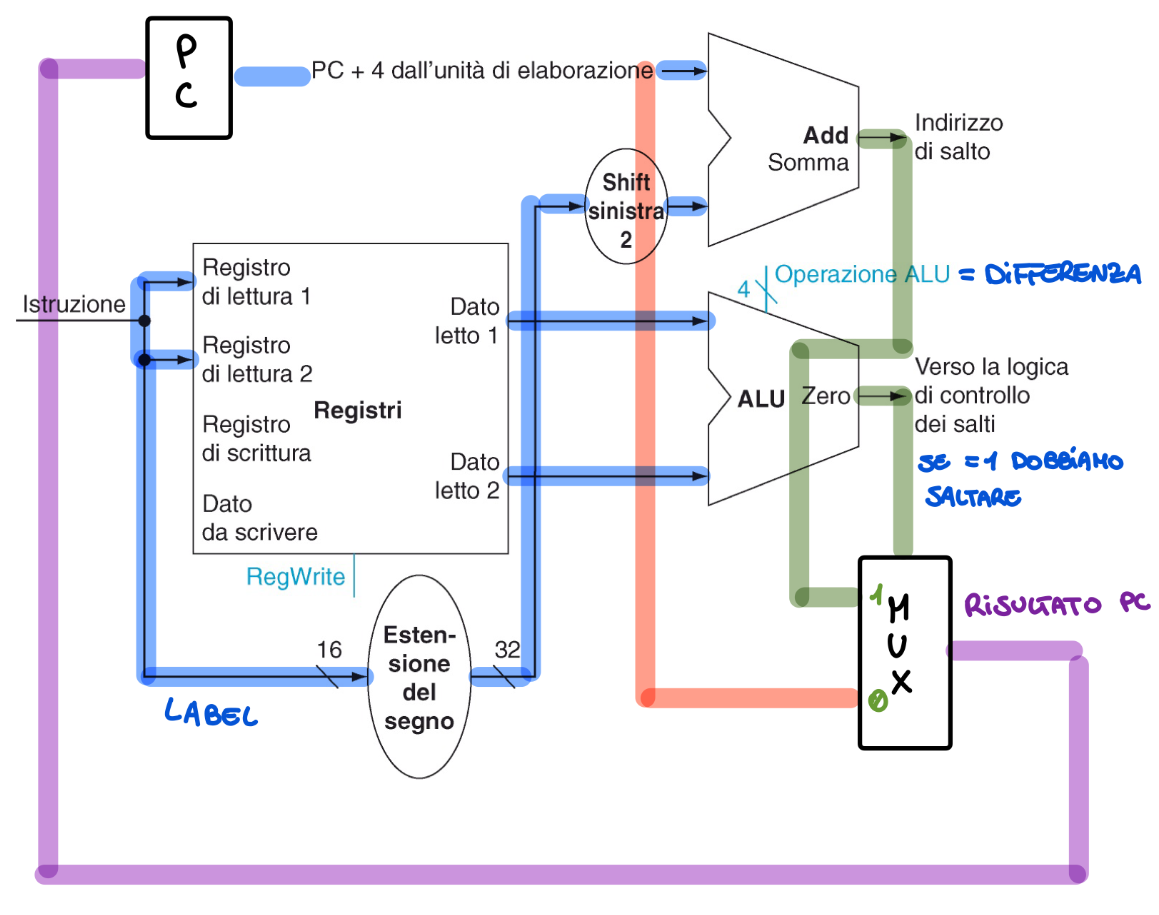 P
C
PC + 4 dall'unità di elaborazione
Add
Somma
Indirizzo
di salto
Shift
sinistra
2
Istruzione
Registro
di lettura 1
Registro
di lettura 2
Registri
Registro
di scrittura
Dato
da scrivere
Dato
letto 1
Dato
letto 2
RegWrite
4
Operazione ALU = DIFFERENZA
ALU
Zero
Verso la logica
di controllo
dei salti
SE = 1 DOBBIAMO
SALTARE
16
Esten-
sione
del
segno
32
LABEL
1
M
U
X
0
RISULTATO PC